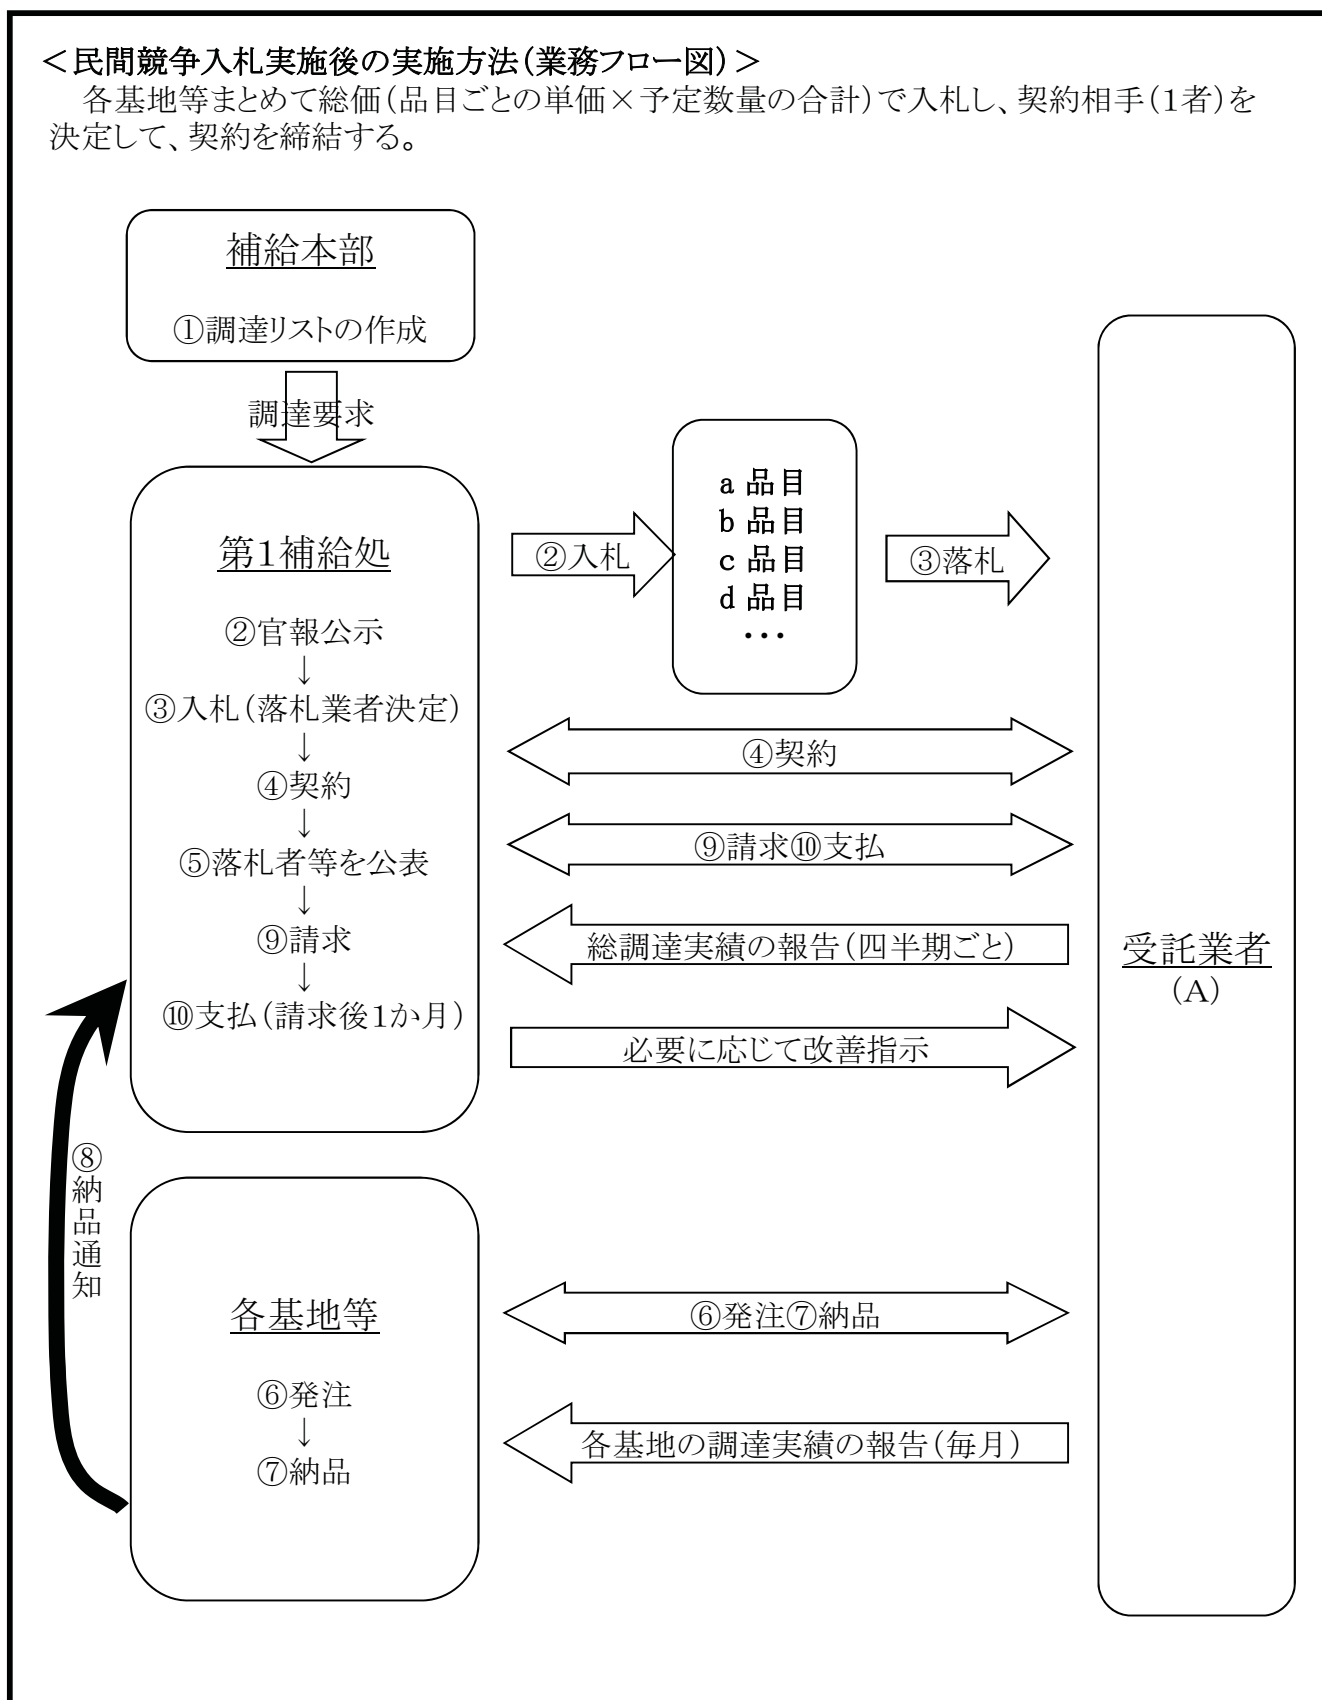 ＜民間競争入札実施後の実施方法(業務フロー図)＞
各基地等まとめて総価(品目ごとの単価×予定数量の合計)で入札し、契約相手(1者)を
決定して、契約を締結する。
補給本部
①調達リストの作成
調達要求
第1補給処
②官報公示
↓
③入札(落札業者決定)
↓
④契約
↓
⑤落札者等を公表
↓
⑨請求
↓
⑩支払(請求後1か月)
②入札
a 品目
b 品目
c 品目
d 品目
・・・
③落札
④契約
⑨請求⑩支払
総調達実績の報告(四半期ごと)
必要に応じて改善指示
受託業者
(A)
⑧納品通知
各基地等
⑥発注
↓
⑦納品
⑥発注⑦納品
各基地の調達実績の報告(毎月)